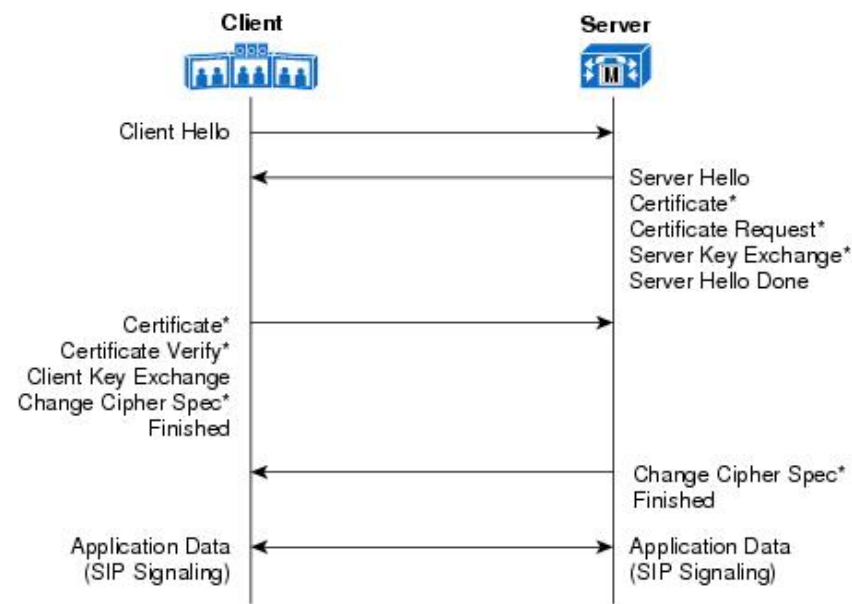 Client
Server
M
Client Hello
Server Hello
Certificate*
Certificate Request*
Server Key Exchange*
Server Hello Done
Certificate*
Certificate Verify*
Client Key Exchange
Change Cipher Spec*
Finished
Change Cipher Spec*
Finished
Application Data
(SIP Signaling)
Application Data
(SIP Signaling)